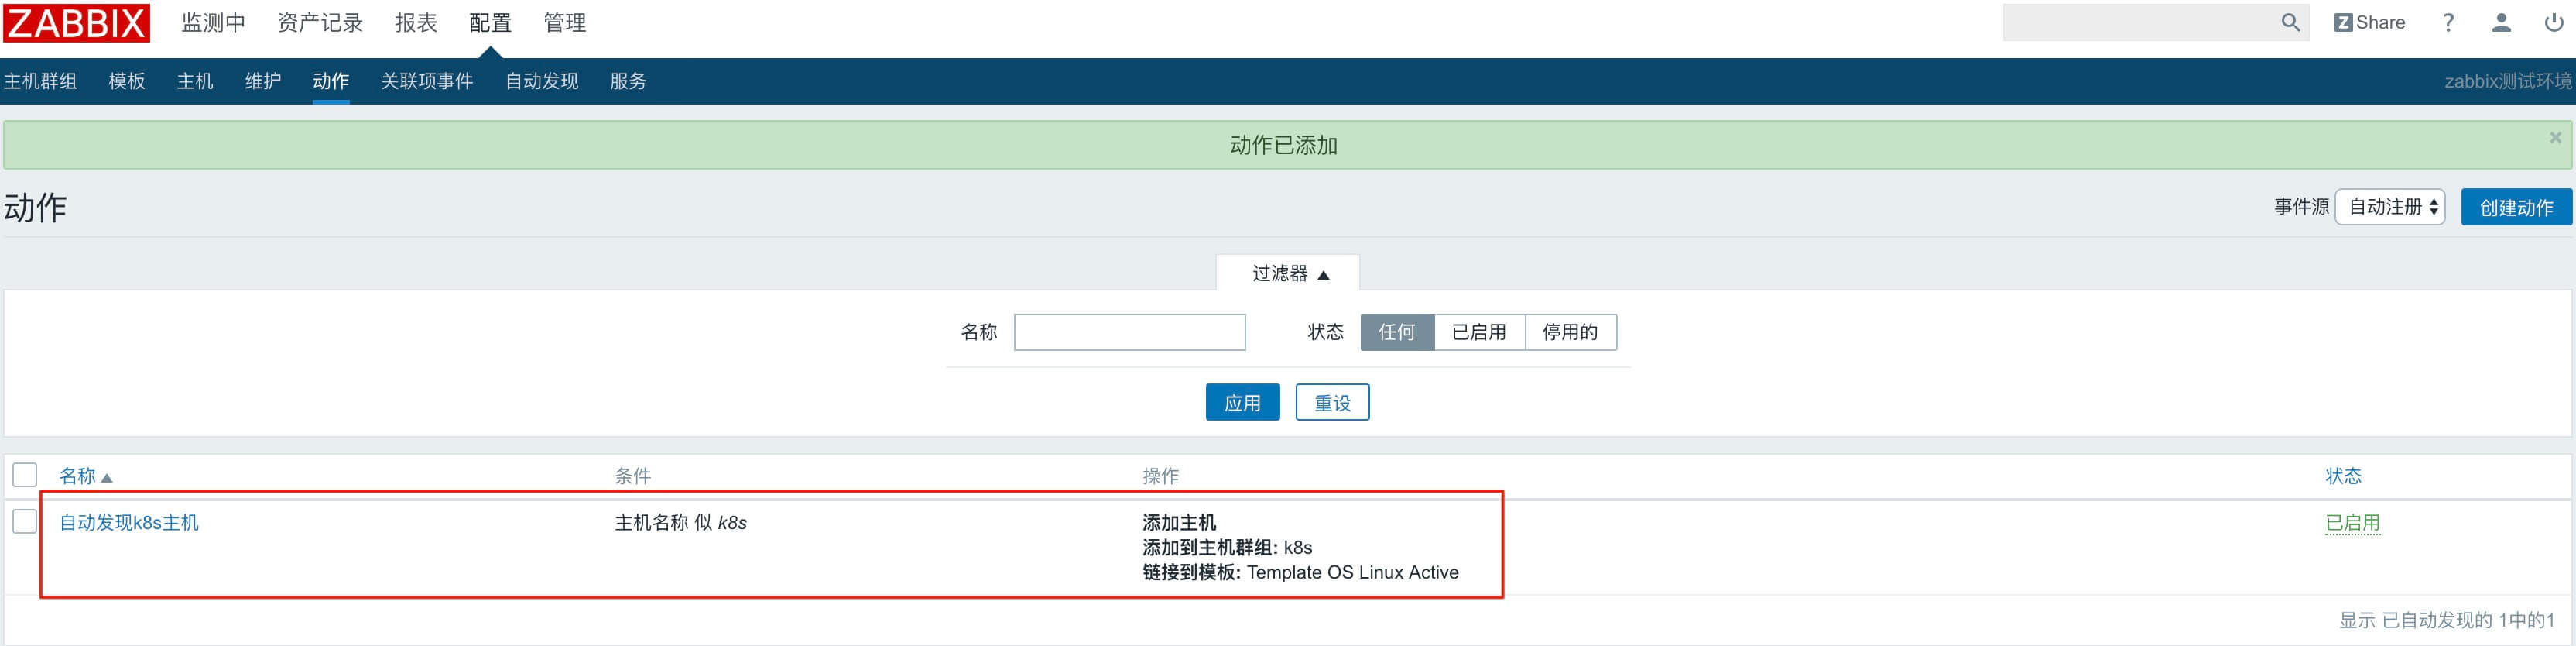 ZABBIX 监测中 资产记录 报表 配置 管理 Z Share ?
主机群组 模板 主机 维护 动作 关联项事件 自动发现 服务 zabbix测试环境
动作已添加 ×
动作 事件源 自动注册 创建动作
过滤器 ▲
名称 状态 任何 已启用 停用的
应用 重设
名称 ▲ 条件 操作 状态
自动发现k8s主机 主机名称 似 k8s 添加主机 已启用
添加到主机群组: k8s
链接到模板: Template OS Linux Active
显示 已自动发现的 1中的1